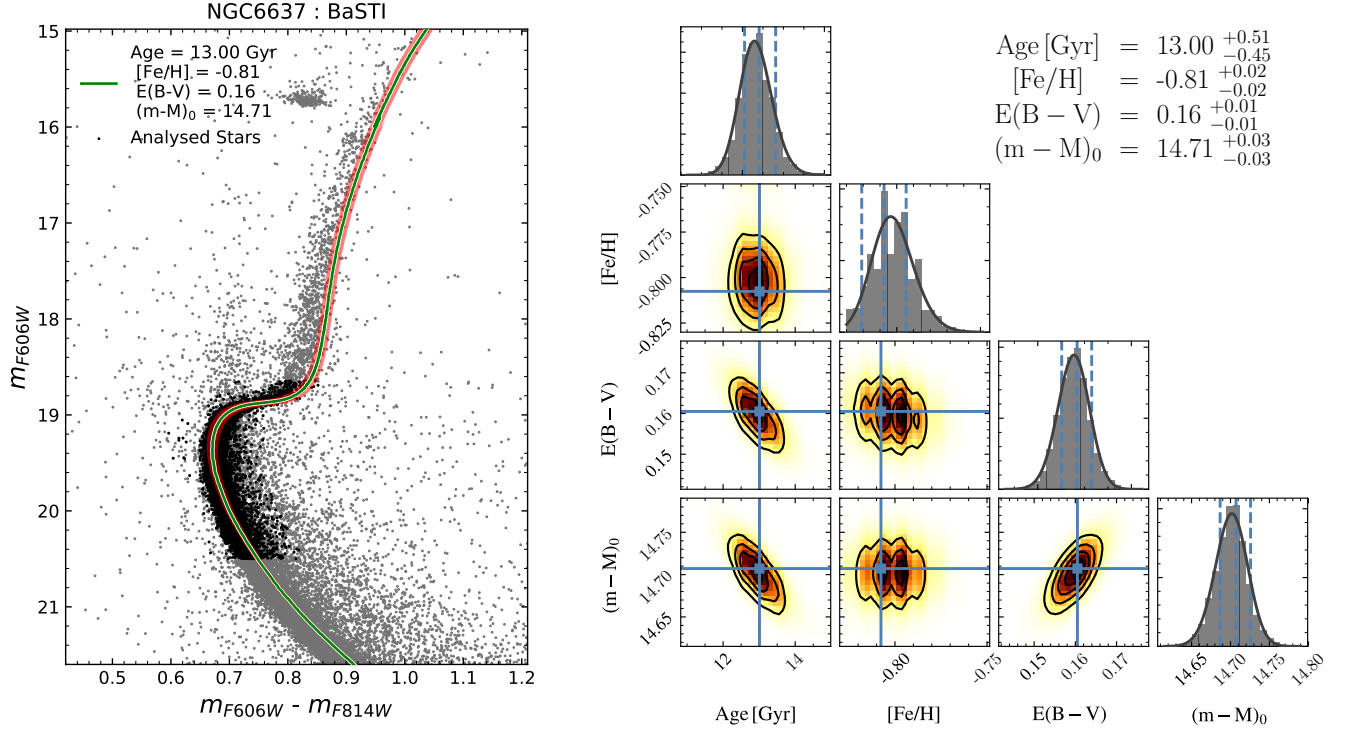 NGC6637 : BaSTI
Age = 13.00 Gyr
[Fe/H] = -0.81
E(B-V) = 0.16
(m-M)₀ = 14.71
Analysed Stars
15
16
17
18
19
20
21
m_F606W
0.5 0.6 0.7 0.8 0.9 1.0 1.1 1.2
m_F606W - m_F814W
Age [Gyr] = 13.00 +0.51 −0.45
[Fe/H] = -0.81 +0.02 −0.02
E(B − V) = 0.16 +0.01 −0.01
(m − M)₀ = 14.71 +0.03 −0.03
[Fe/H]
-0.750
-0.775
-0.800
-0.825
E(B − V)
0.17
0.16
0.15
(m − M)₀
14.75
14.70
14.65
12 14
-0.80 -0.75
0.15 0.16 0.17
14.65 14.70 14.75 14.80
Age [Gyr]
[Fe/H]
E(B − V)
(m − M)₀